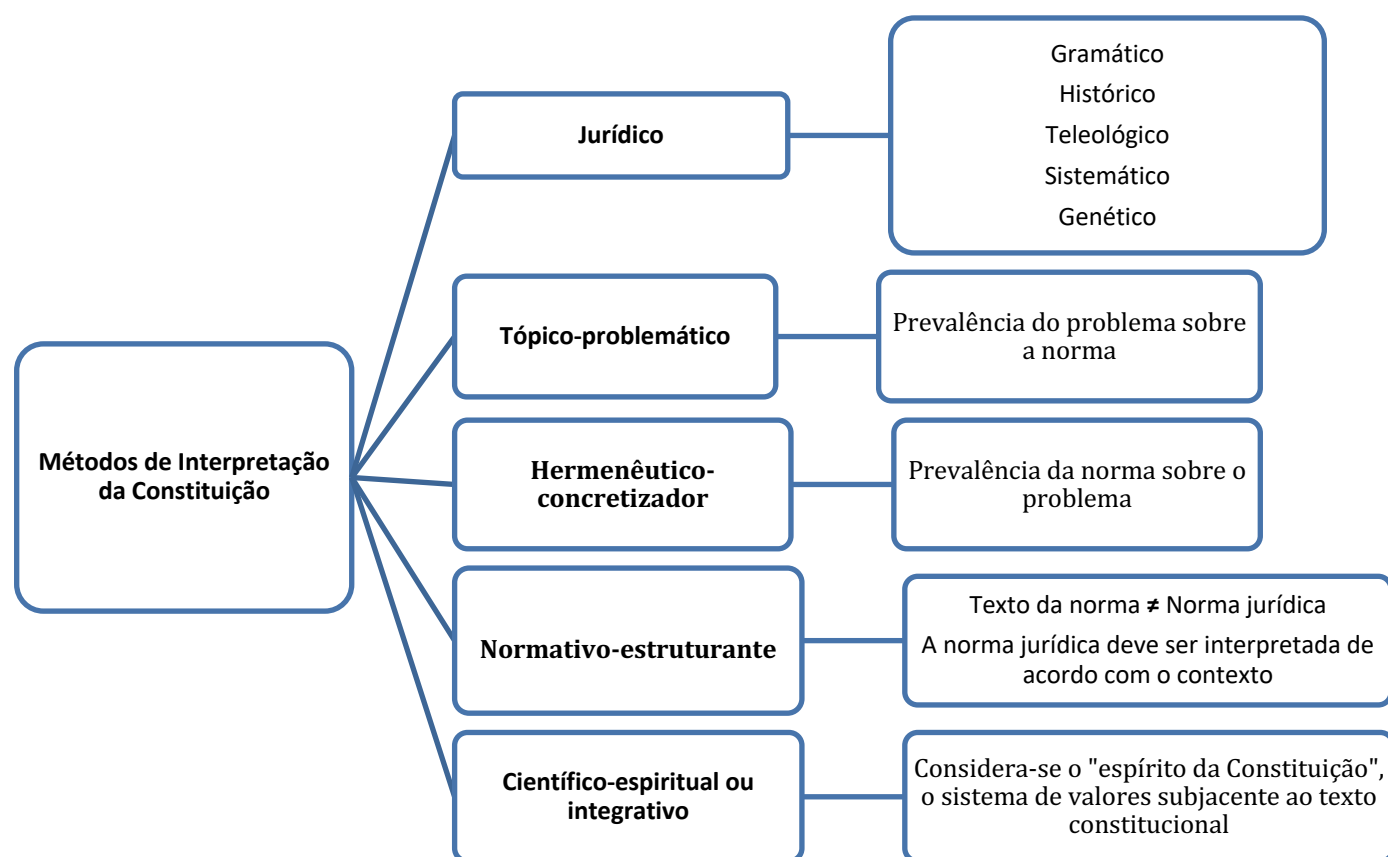 Métodos de Interpretação
da Constituição
Jurídico
Gramático
Histórico
Teleológico
Sistemático
Genético
Tópico-problemático
Prevalência do problema sobre
a norma
Hermenêutico-
concretizador
Prevalência da norma sobre o
problema
Normativo-estruturante
Texto da norma ≠ Norma jurídica
A norma jurídica deve ser interpretada de
acordo com o contexto
Científico-espiritual ou
integrativo
Considera-se o "espírito da Constituição",
o sistema de valores subjacente ao texto
constitucional